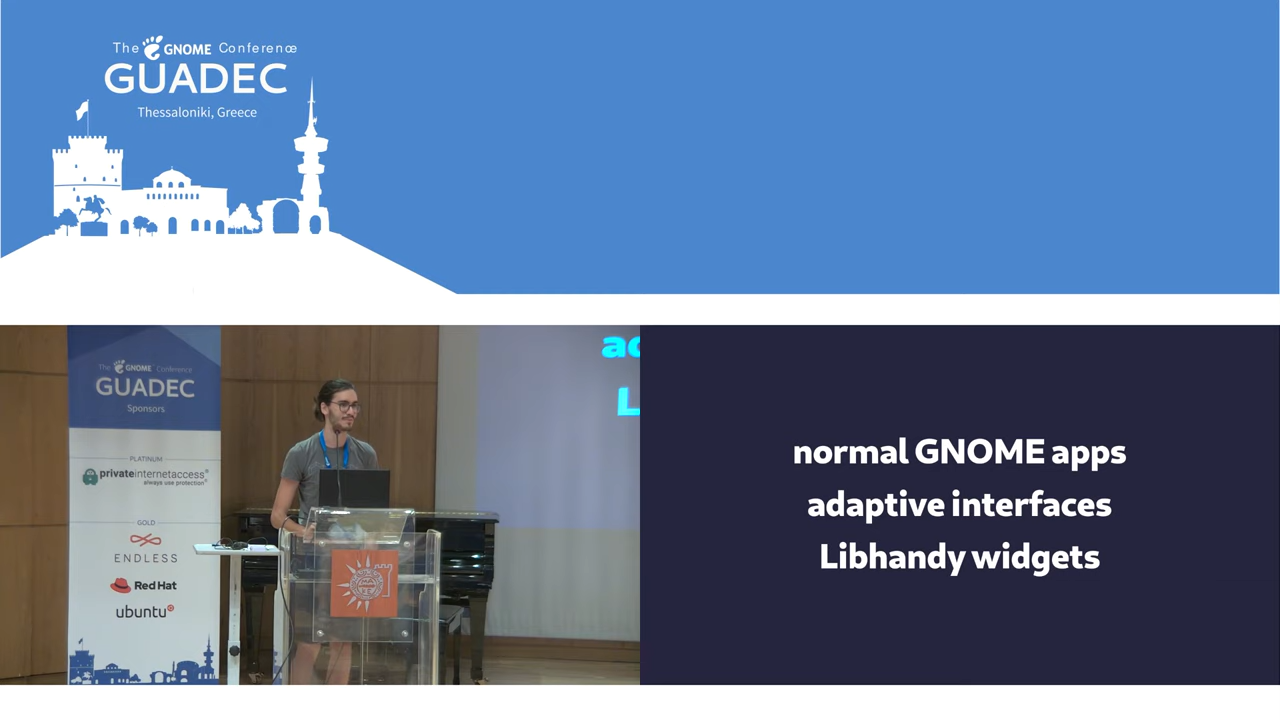 The GNOME Conference
GUADEC
Thessaloniki, Greece
The GNOME Conference
GUADEC
Sponsors
PLATINUM
privateinternetaccess®
always use protection®
GOLD
ENDLESS
Red Hat
ubuntu®
ad
L
normal GNOME apps
adaptive interfaces
Libhandy widgets